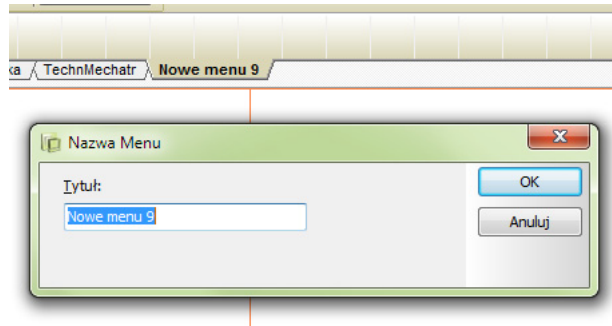 ka TechnMechatr Nowe menu 9
Nazwa Menu
Tytuł:
OK
Nowe menu 9
Anuluj